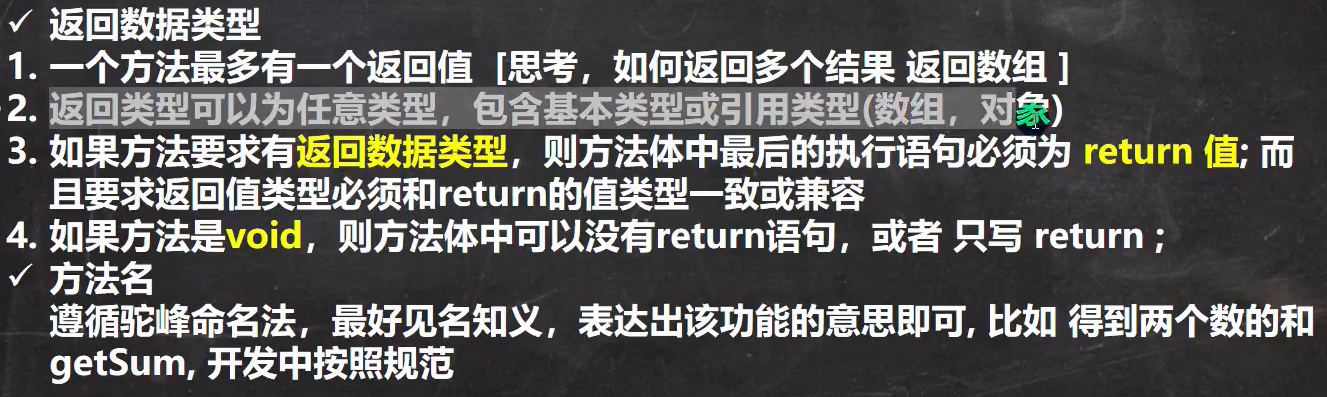 ✓ 返回数据类型
1. 一个方法最多有一个返回值 [思考，如何返回多个结果 返回数组 ]
2. 返回类型可以为任意类型，包含基本类型或引用类型(数组，对象)
3. 如果方法要求有返回数据类型，则方法体中最后的执行语句必须为 return 值; 而
且要求返回值类型必须和return的值类型一致或兼容
4. 如果方法是void，则方法体中可以没有return语句，或者 只写 return ;
✓ 方法名
遵循驼峰命名法，最好见名知义，表达出该功能的意思即可, 比如 得到两个数的和
getSum, 开发中按照规范